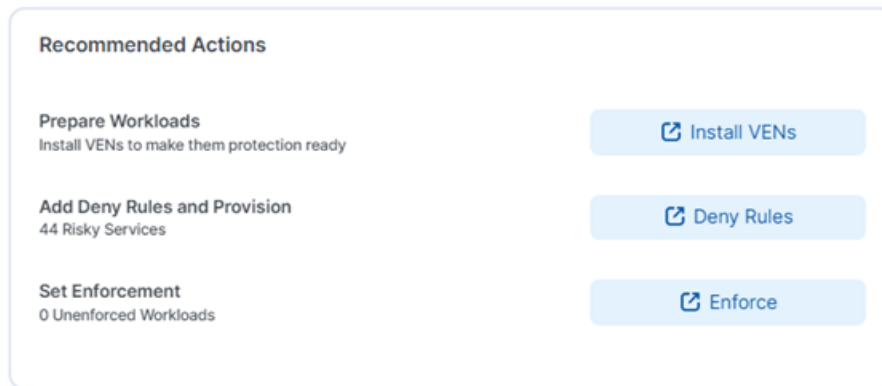 Recommended Actions
Prepare Workloads
Install VENs to make them protection ready
Install VENs
Add Deny Rules and Provision
44 Risky Services
Deny Rules
Set Enforcement
0 Unenforced Workloads
Enforce